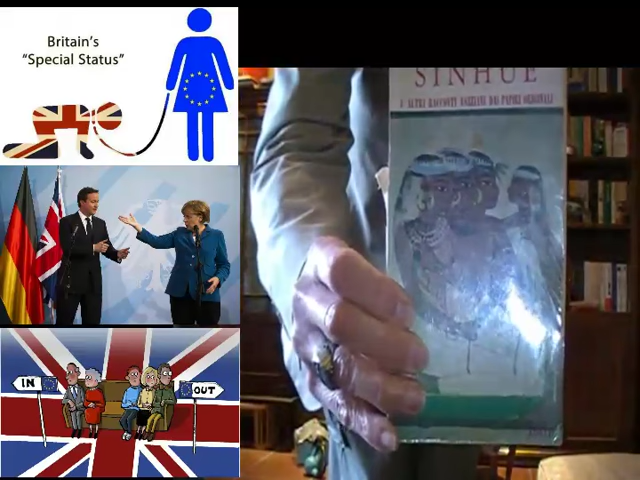 Britain's
"Special Status"
IN
OUT
SINHUE
E ALTRI RACCONTI EGIZIANI DAI PAPIRI ORIGINALI